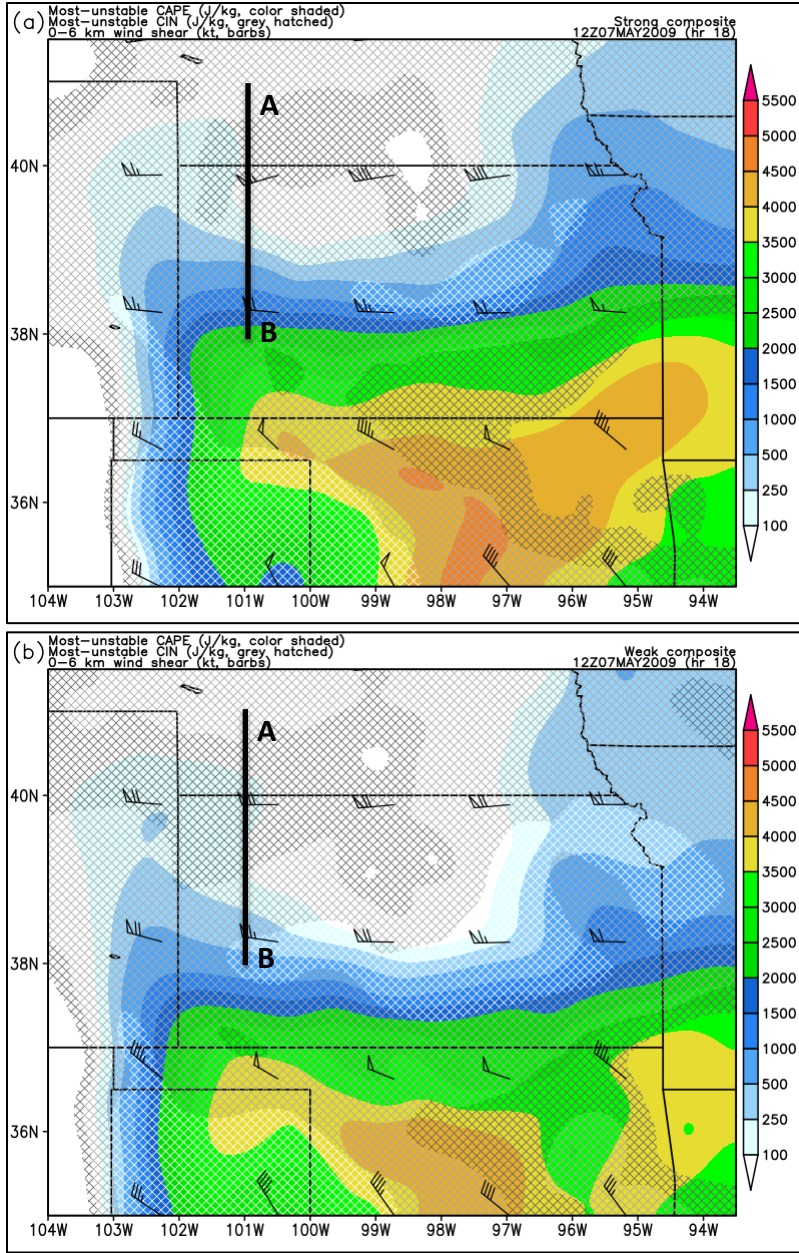 (a) Most-unstable CAPE (J/kg, color shaded)
Most-unstable CIN (J/kg, grey hatched)
0-6 km wind shear (kt, barbs)
Strong composite
12Z07MAY2009 (hr 18)
A
B
40N
38N
36N
104W 103W 102W 101W 100W 99W 98W 97W 96W 95W 94W
5500
5000
4500
4000
3500
3000
2500
2000
1500
1000
500
250
100
(b) Most-unstable CAPE (J/kg, color shaded)
Most-unstable CIN (J/kg, grey hatched)
0-6 km wind shear (kt, barbs)
Weak composite
12Z07MAY2009 (hr 18)
A
B
40N
38N
36N
104W 103W 102W 101W 100W 99W 98W 97W 96W 95W 94W
5500
5000
4500
4000
3500
3000
2500
2000
1500
1000
500
250
100